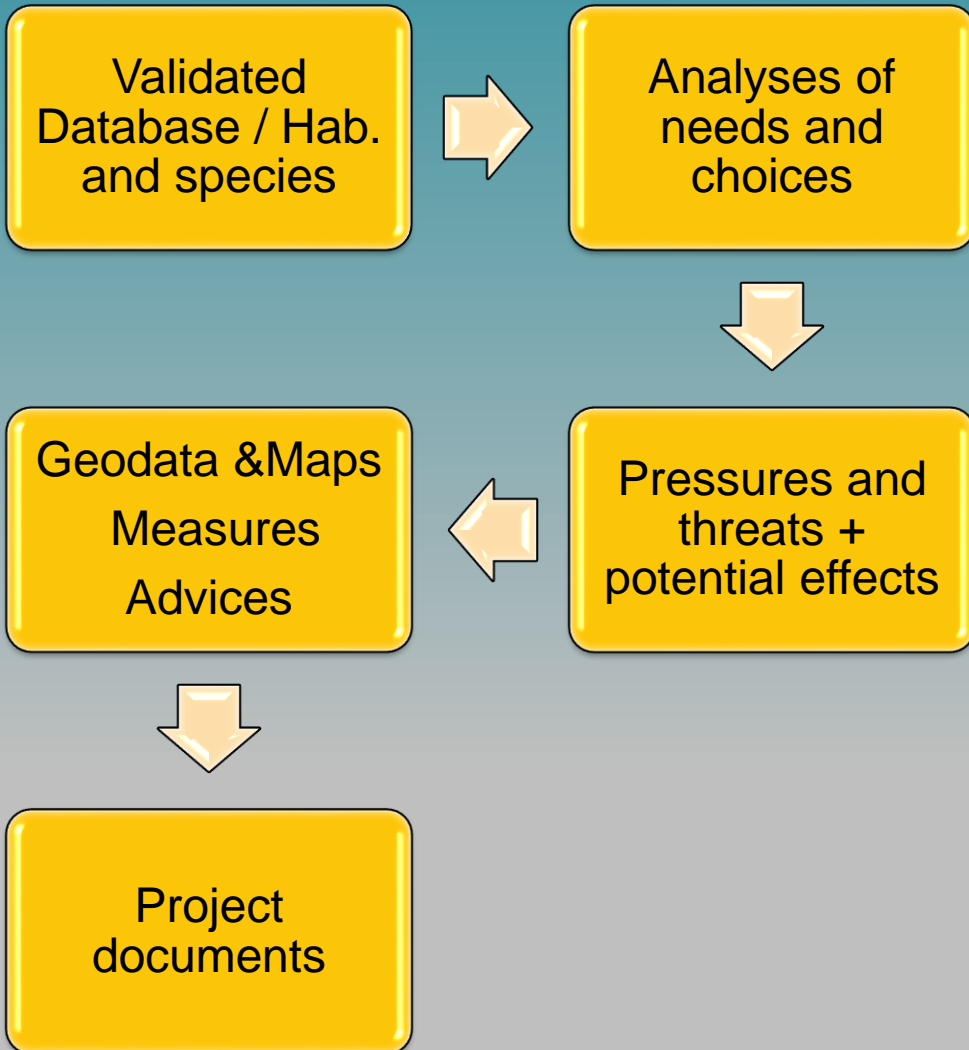 Validated
Database / Hab.
and species
Analyses of
needs and
choices
Pressures and
threats +
potential effects
Geodata &Maps
Measures
Advices
Project
documents